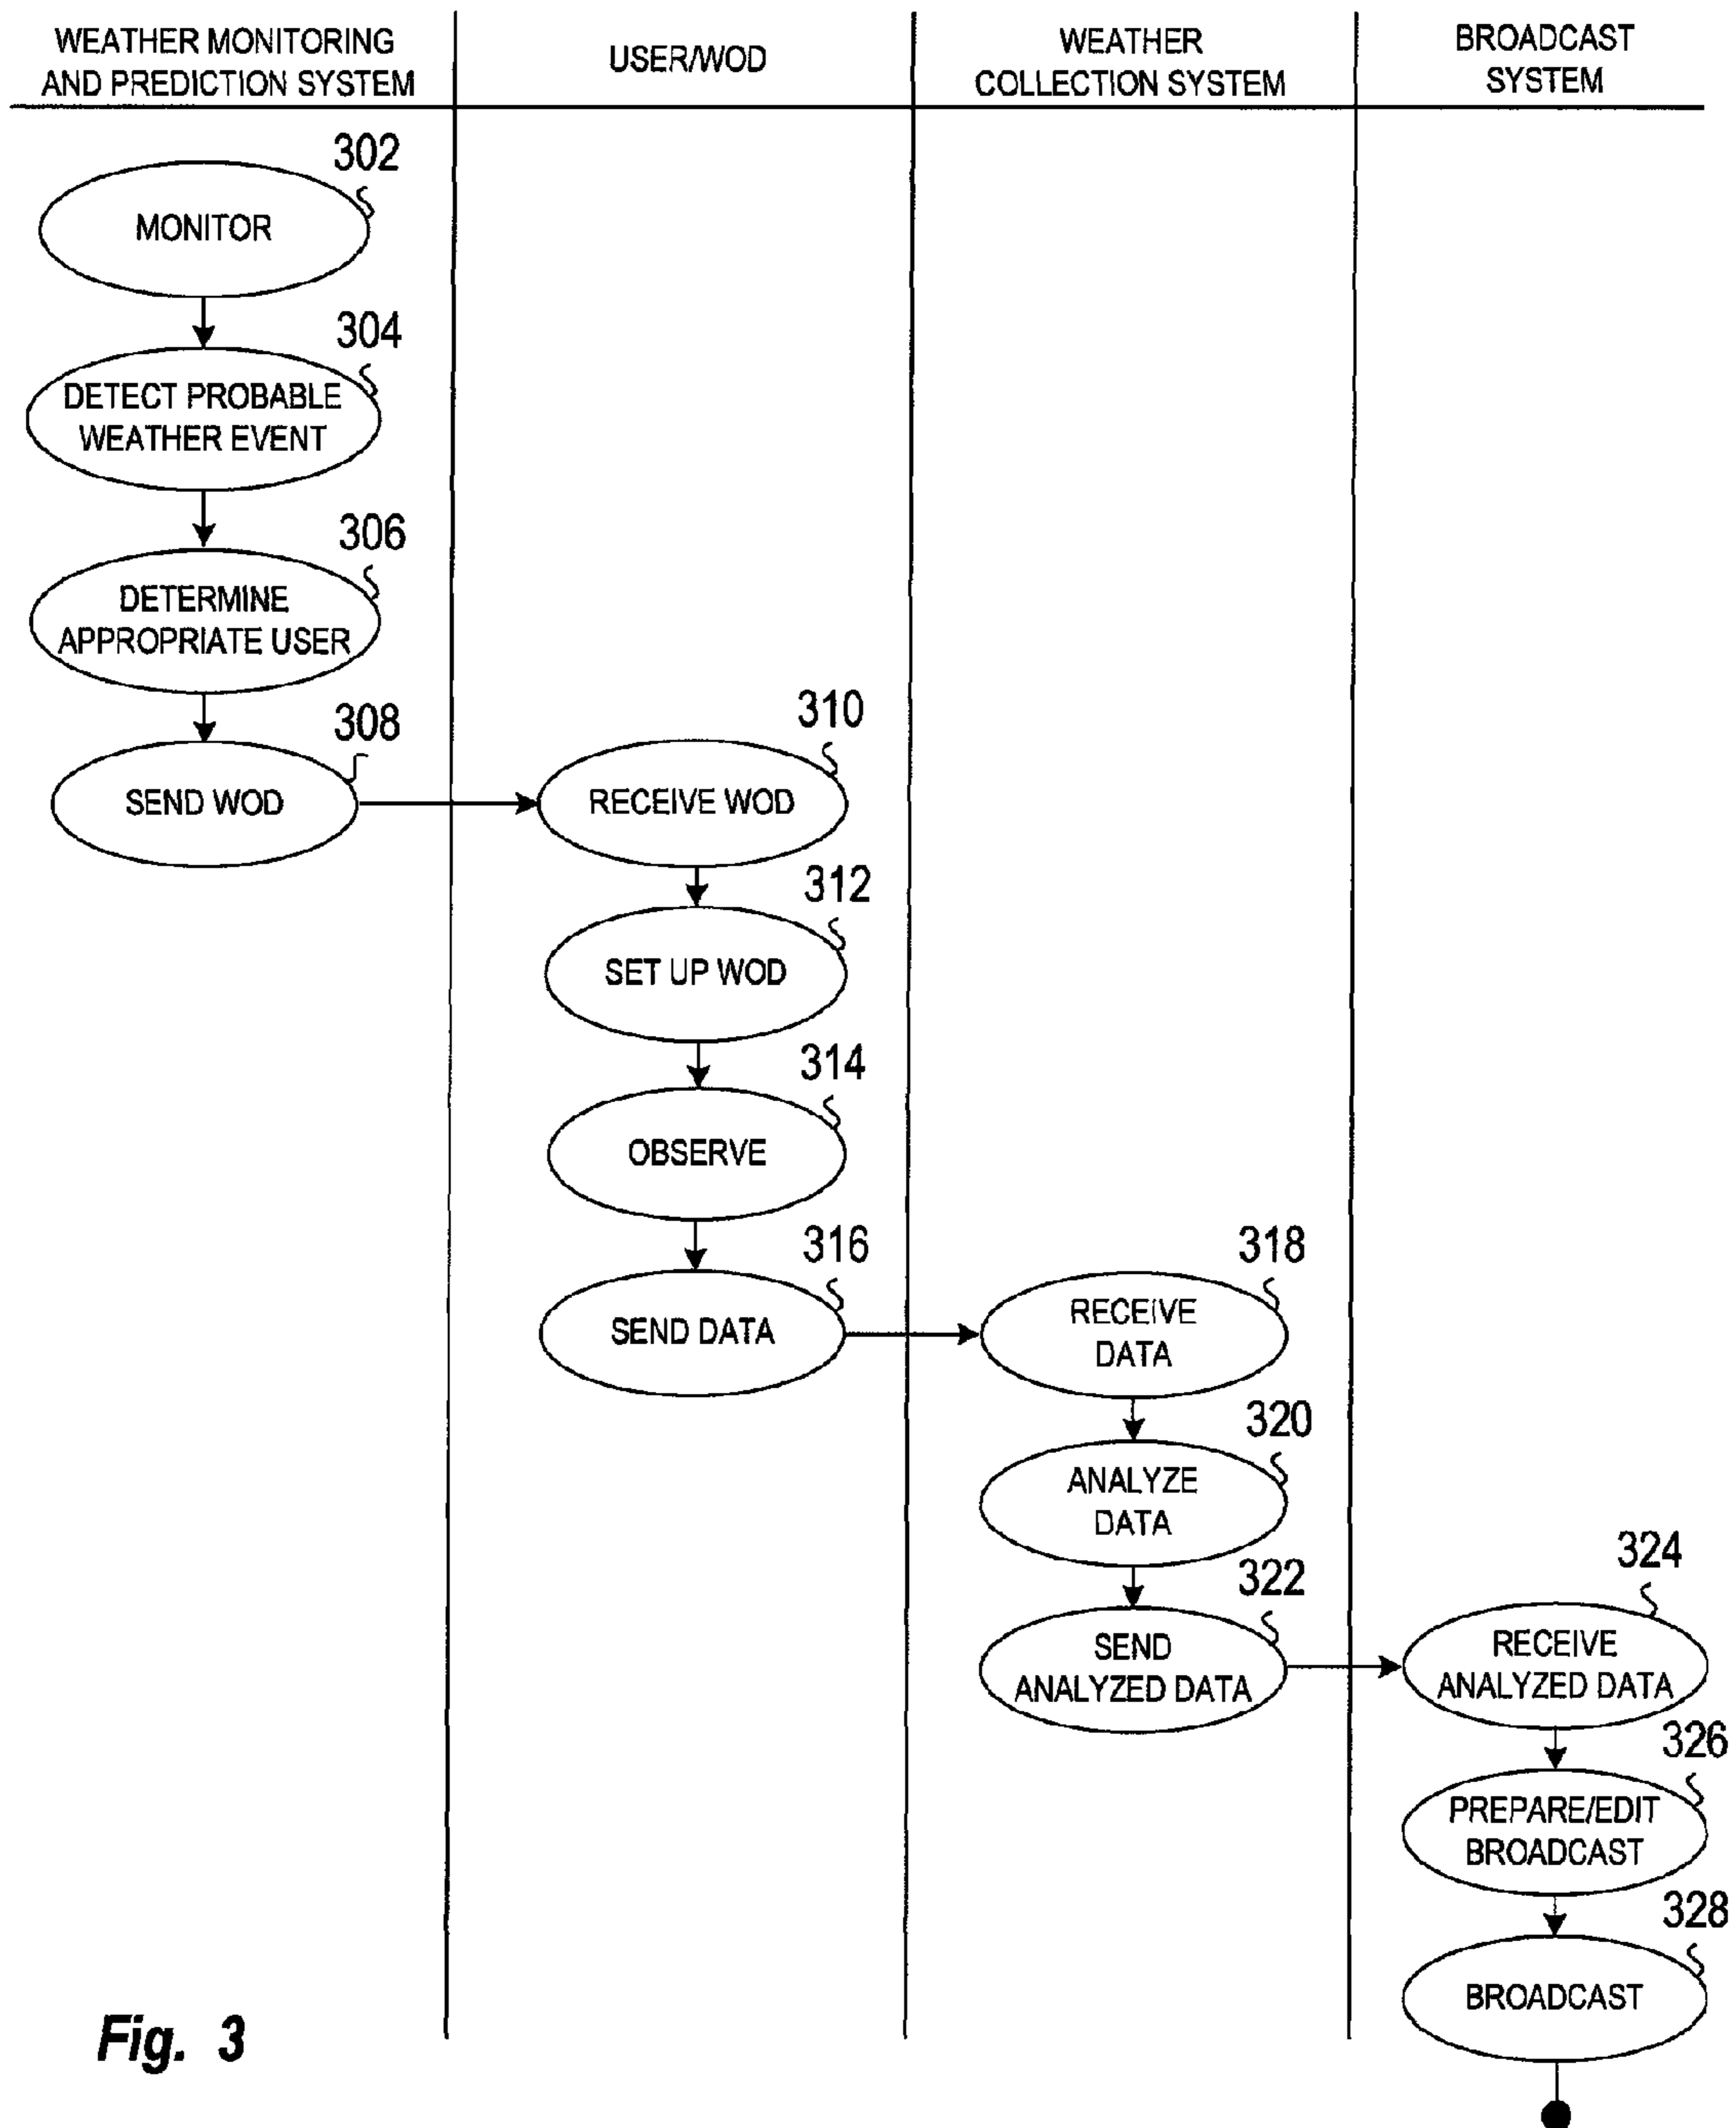 WEATHER MONITORING
AND PREDICTION SYSTEM
USER/WOD
WEATHER
COLLECTION SYSTEM
BROADCAST
SYSTEM
302
MONITOR
304
DETECT PROBABLE
WEATHER EVENT
306
DETERMINE
APPROPRIATE USER
308
SEND WOD
310
RECEIVE WOD
312
SET UP WOD
314
OBSERVE
316
SEND DATA
318
RECEIVE
DATA
320
ANALYZE
DATA
322
SEND
ANALYZED DATA
324
RECEIVE
ANALYZED DATA
326
PREPARE/EDIT
BROADCAST
328
BROADCAST
Fig. 3